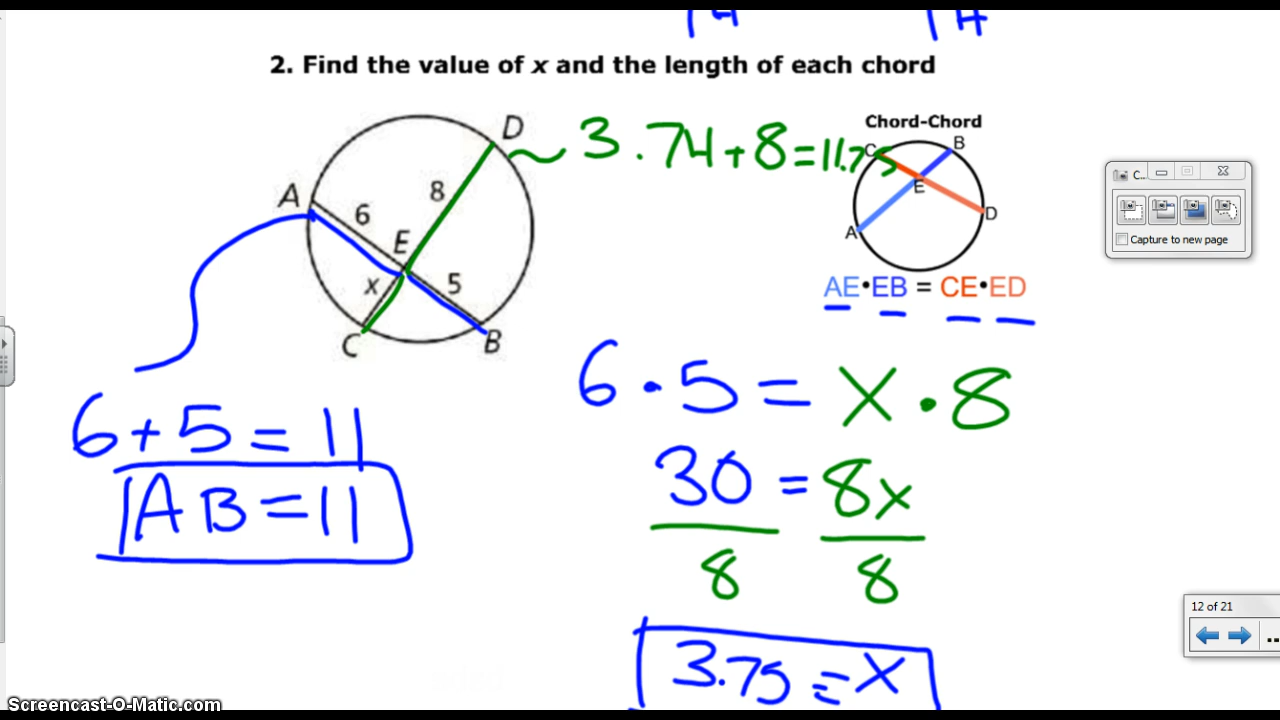 2. Find the value of x and the length of each chord
D
3.74+8=11.75
Chord-Chord
C
B
E
D
A
AE•EB = CE•ED
A
6
8
E
x
5
C
B
6•5= x•8
6+5=11
30=8x
8 8
AB=11
3.75=x
C..
Capture to new page
12 of 21
Screencast-O-Matic.com